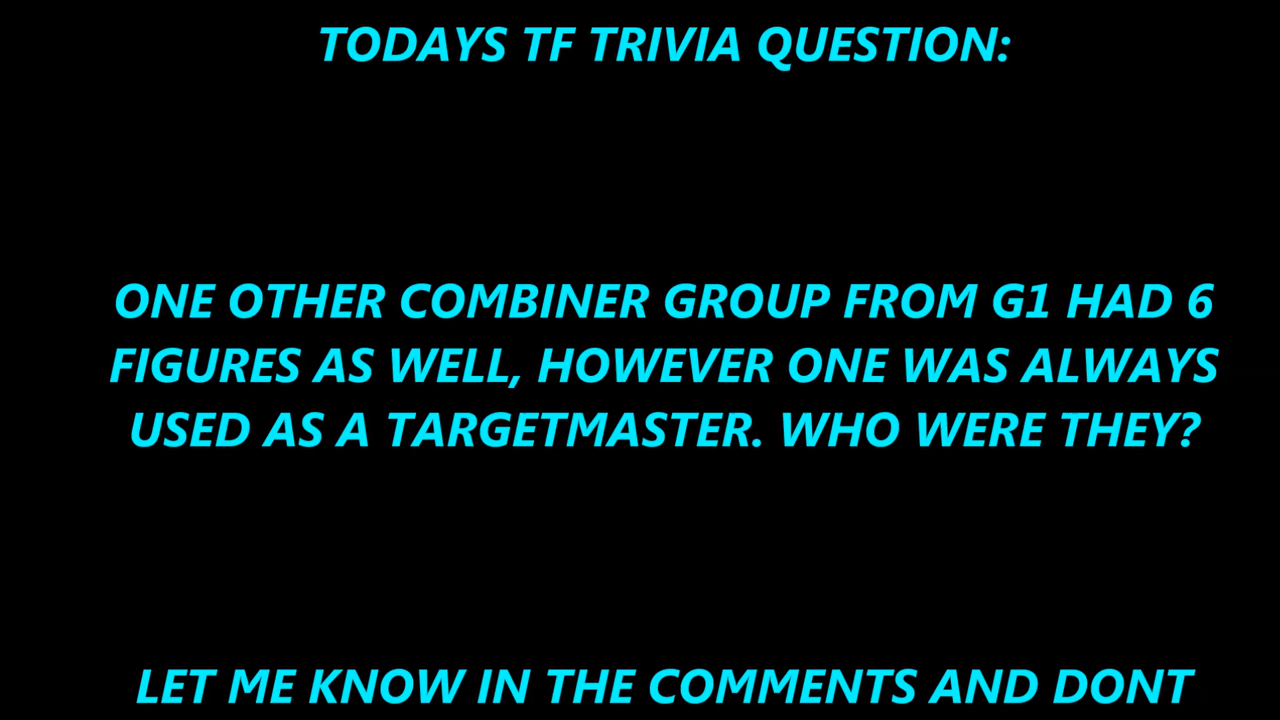 TODAYS TF TRIVIA QUESTION:
ONE OTHER COMBINER GROUP FROM G1 HAD 6
FIGURES AS WELL, HOWEVER ONE WAS ALWAYS
USED AS A TARGETMASTER. WHO WERE THEY?
LET ME KNOW IN THE COMMENTS AND DONT